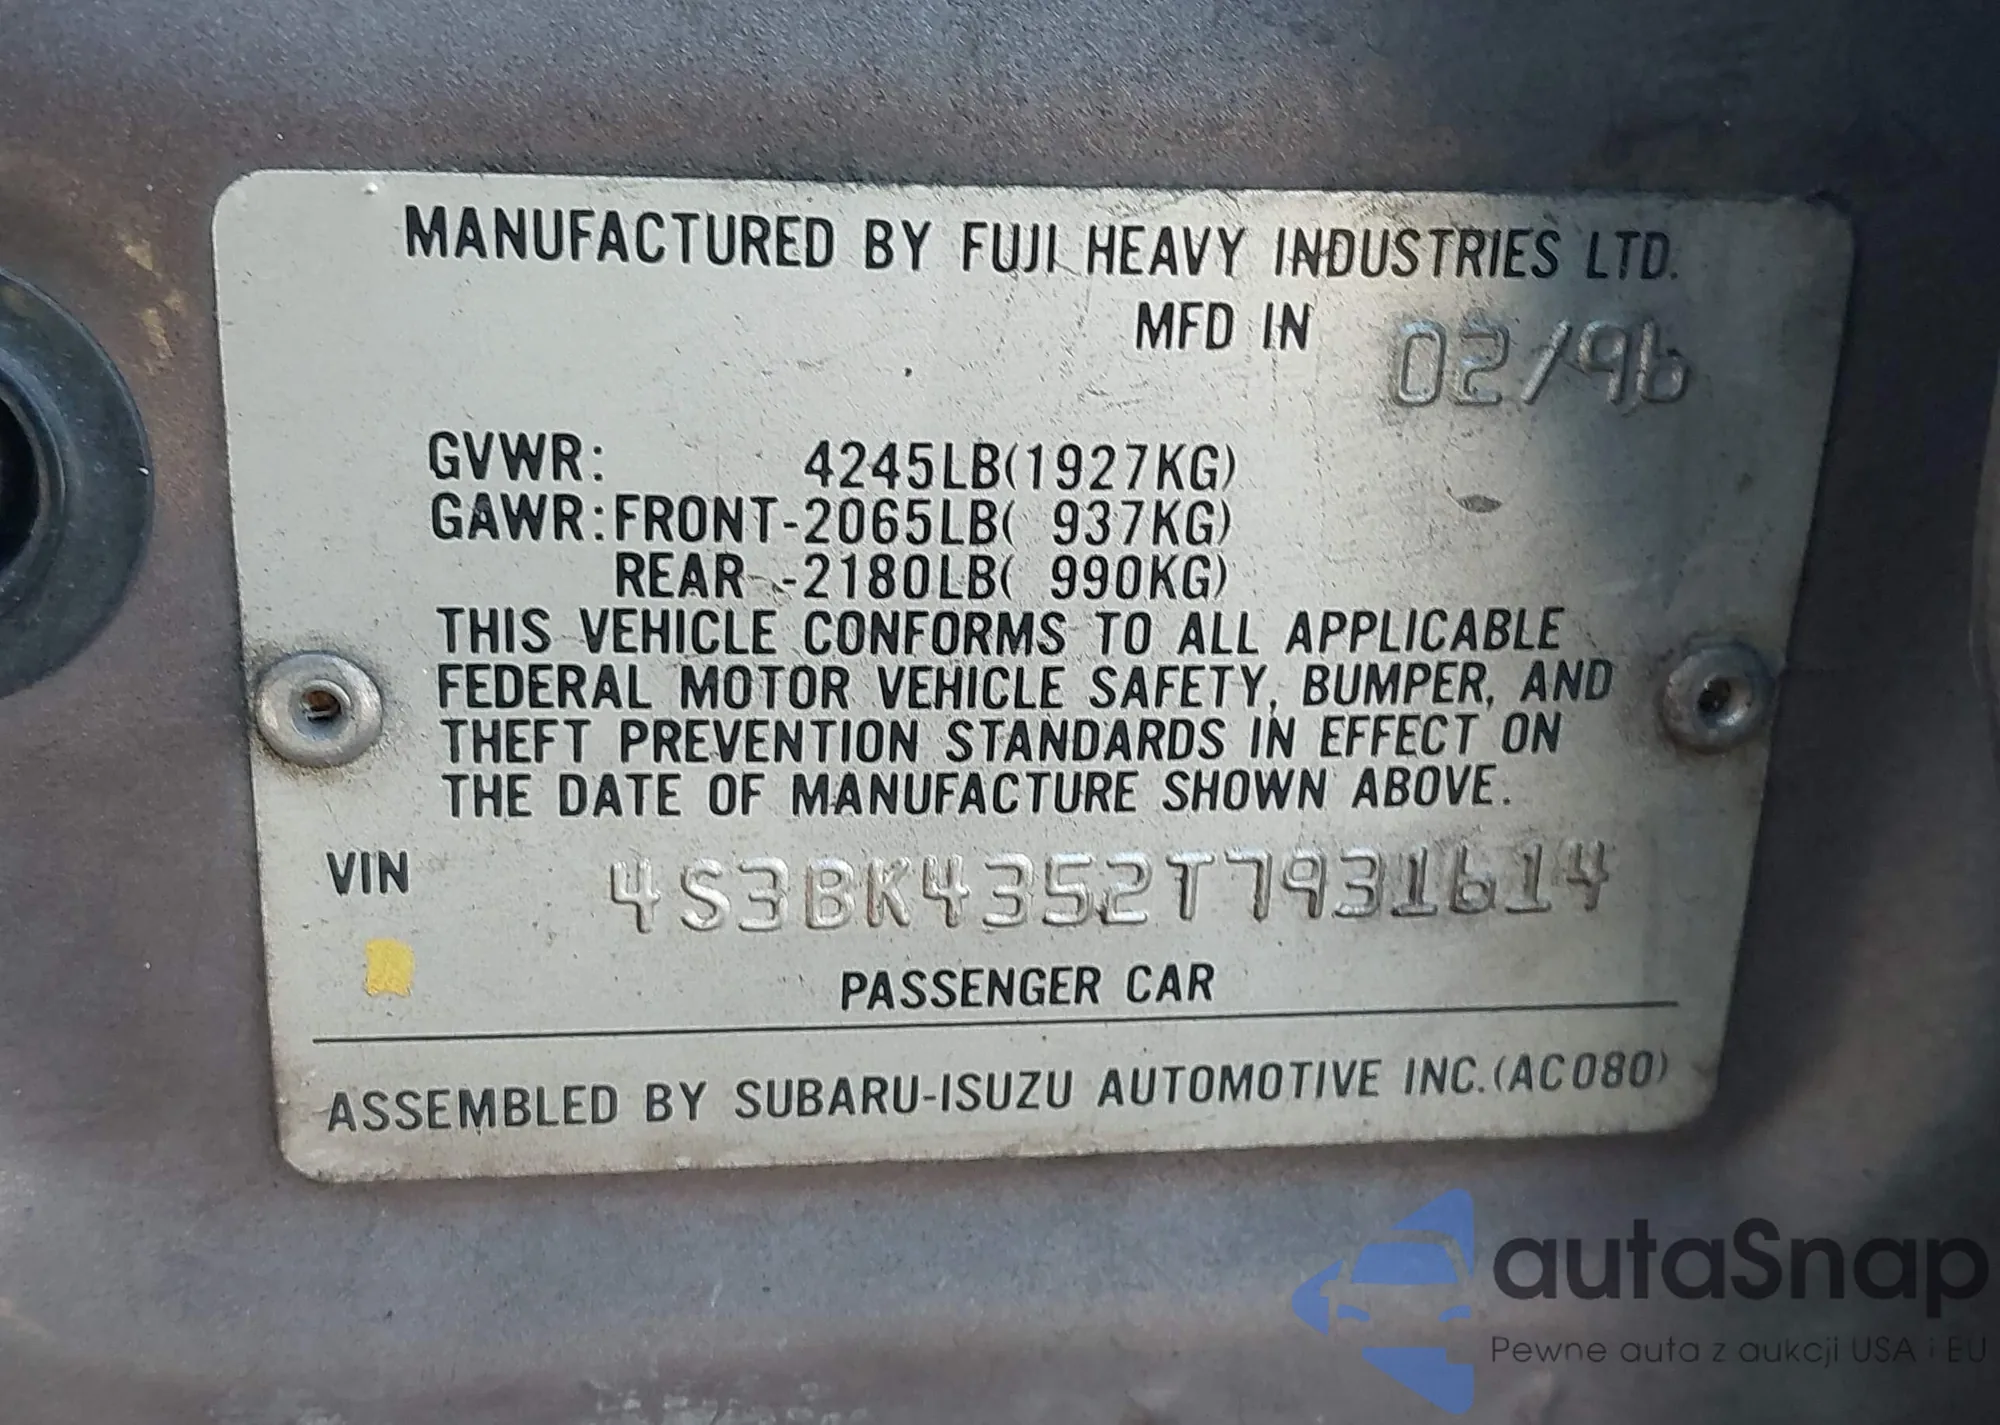 MANUFACTURED BY FUJI HEAVY INDUSTRIES LTD.
MFD IN 02/96
GVWR: 4245LB(1927KG)
GAWR:FRONT-2065LB( 937KG)
REAR -2180LB( 990KG)
THIS VEHICLE CONFORMS TO ALL APPLICABLE
FEDERAL MOTOR VEHICLE SAFETY, BUMPER, AND
THEFT PREVENTION STANDARDS IN EFFECT ON
THE DATE OF MANUFACTURE SHOWN ABOVE.
VIN 4S3BK4352T7931614
PASSENGER CAR
ASSEMBLED BY SUBARU-ISUZU AUTOMOTIVE INC.(AC080)
autaSnap
Pewne auta z aukcji USA i EU